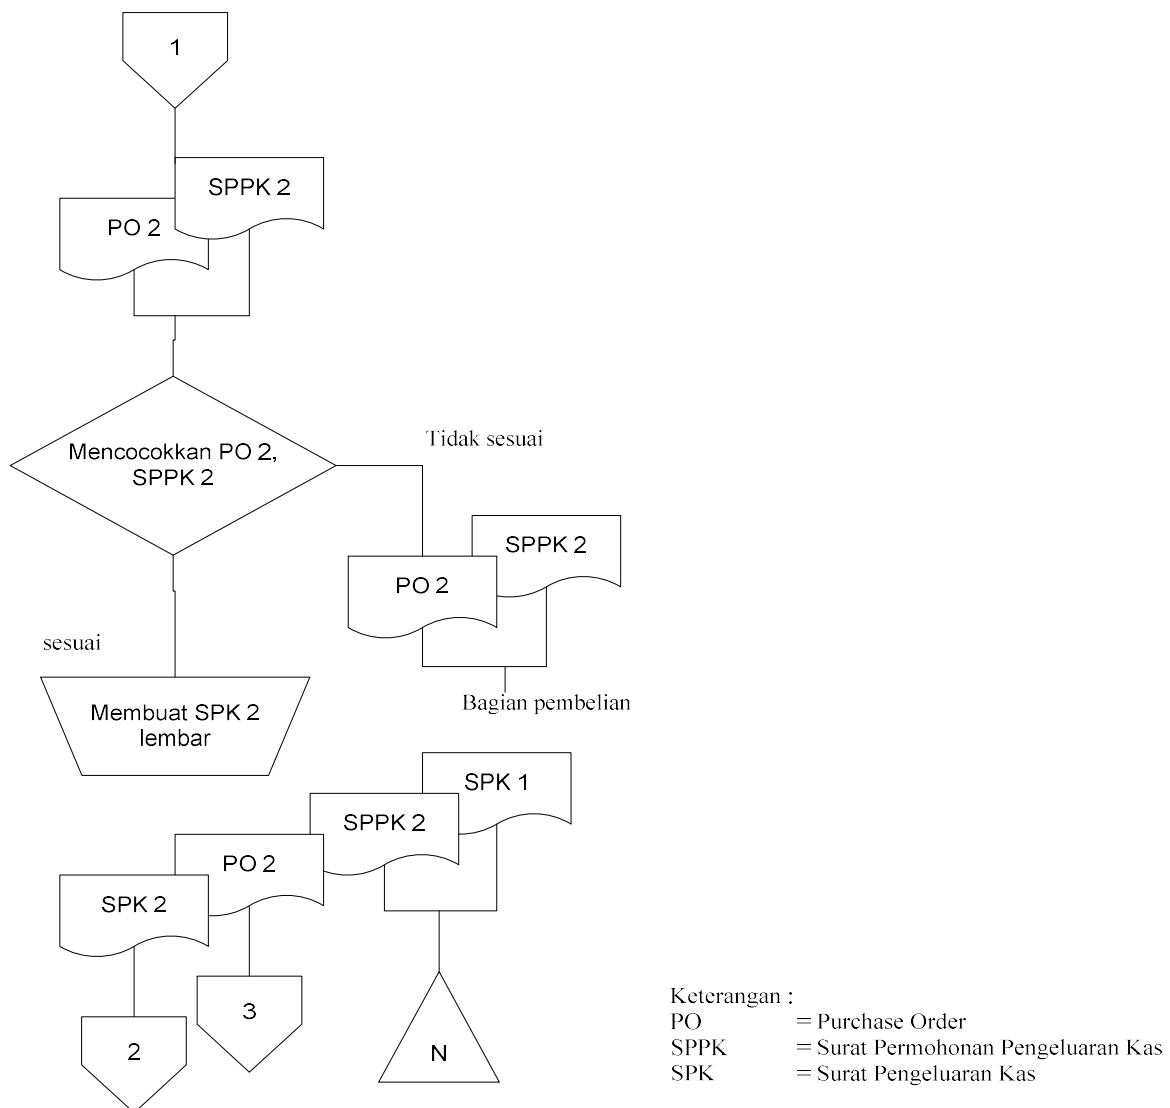 1
SPPK 2
PO 2
Mencocokkan PO 2,
SPPK 2
Tidak sesuai
SPPK 2
PO 2
sesuai
Bagian pembelian
Membuat SPK 2
lembar
SPK 1
SPPK 2
PO 2
SPK 2
3
2
N
Keterangan :
PO = Purchase Order
SPPK = Surat Permohonan Pengeluaran Kas
SPK = Surat Pengeluaran Kas